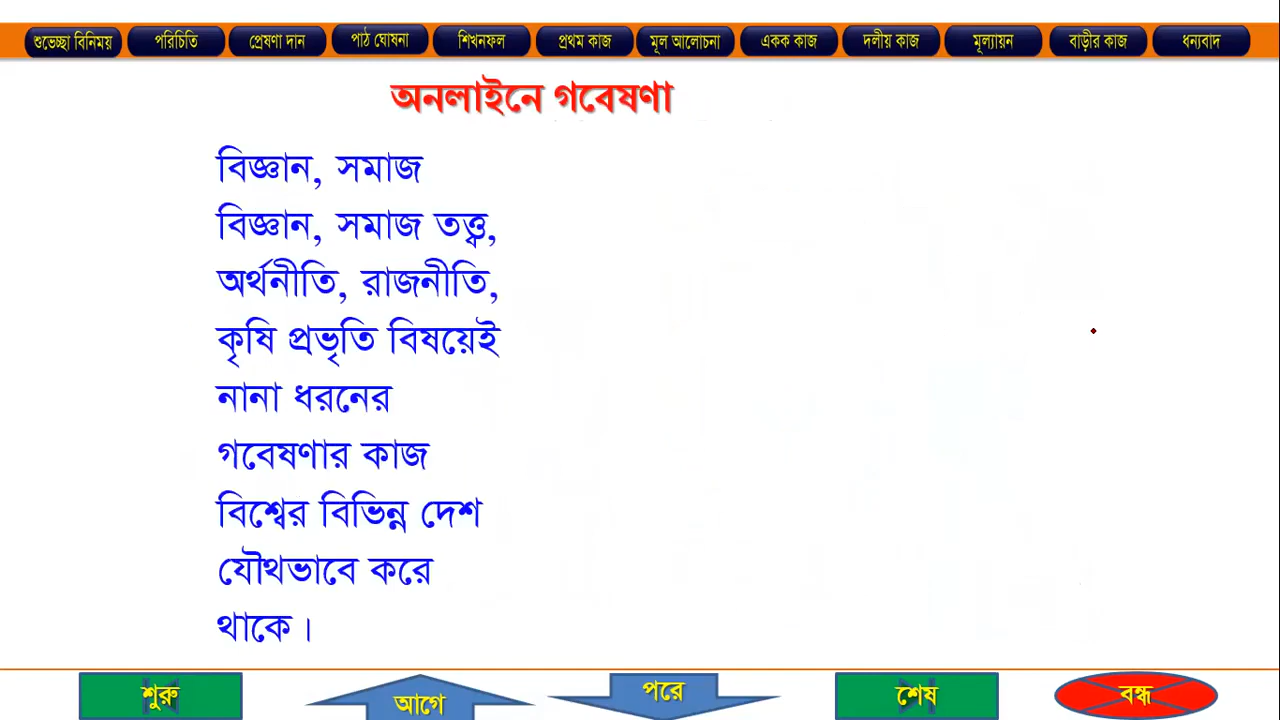 শুভেচ্ছা বিনিময় পরিচিতি প্রেষণা দান পাঠ ঘোষনা শিখনফল প্রথম কাজ মূল আলোচনা একক কাজ দলীয় কাজ মূল্যায়ন বাড়ীর কাজ ধন্যবাদ
অনলাইনে গবেষণা
বিজ্ঞান, সমাজ
বিজ্ঞান, সমাজ তত্ত্ব,
অর্থনীতি, রাজনীতি,
কৃষি প্রভৃতি বিষয়েই
নানা ধরনের
গবেষণার কাজ
বিশ্বের বিভিন্ন দেশ
যৌথভাবে করে
থাকে।
শুরু আগে পরে শেষ বন্ধ